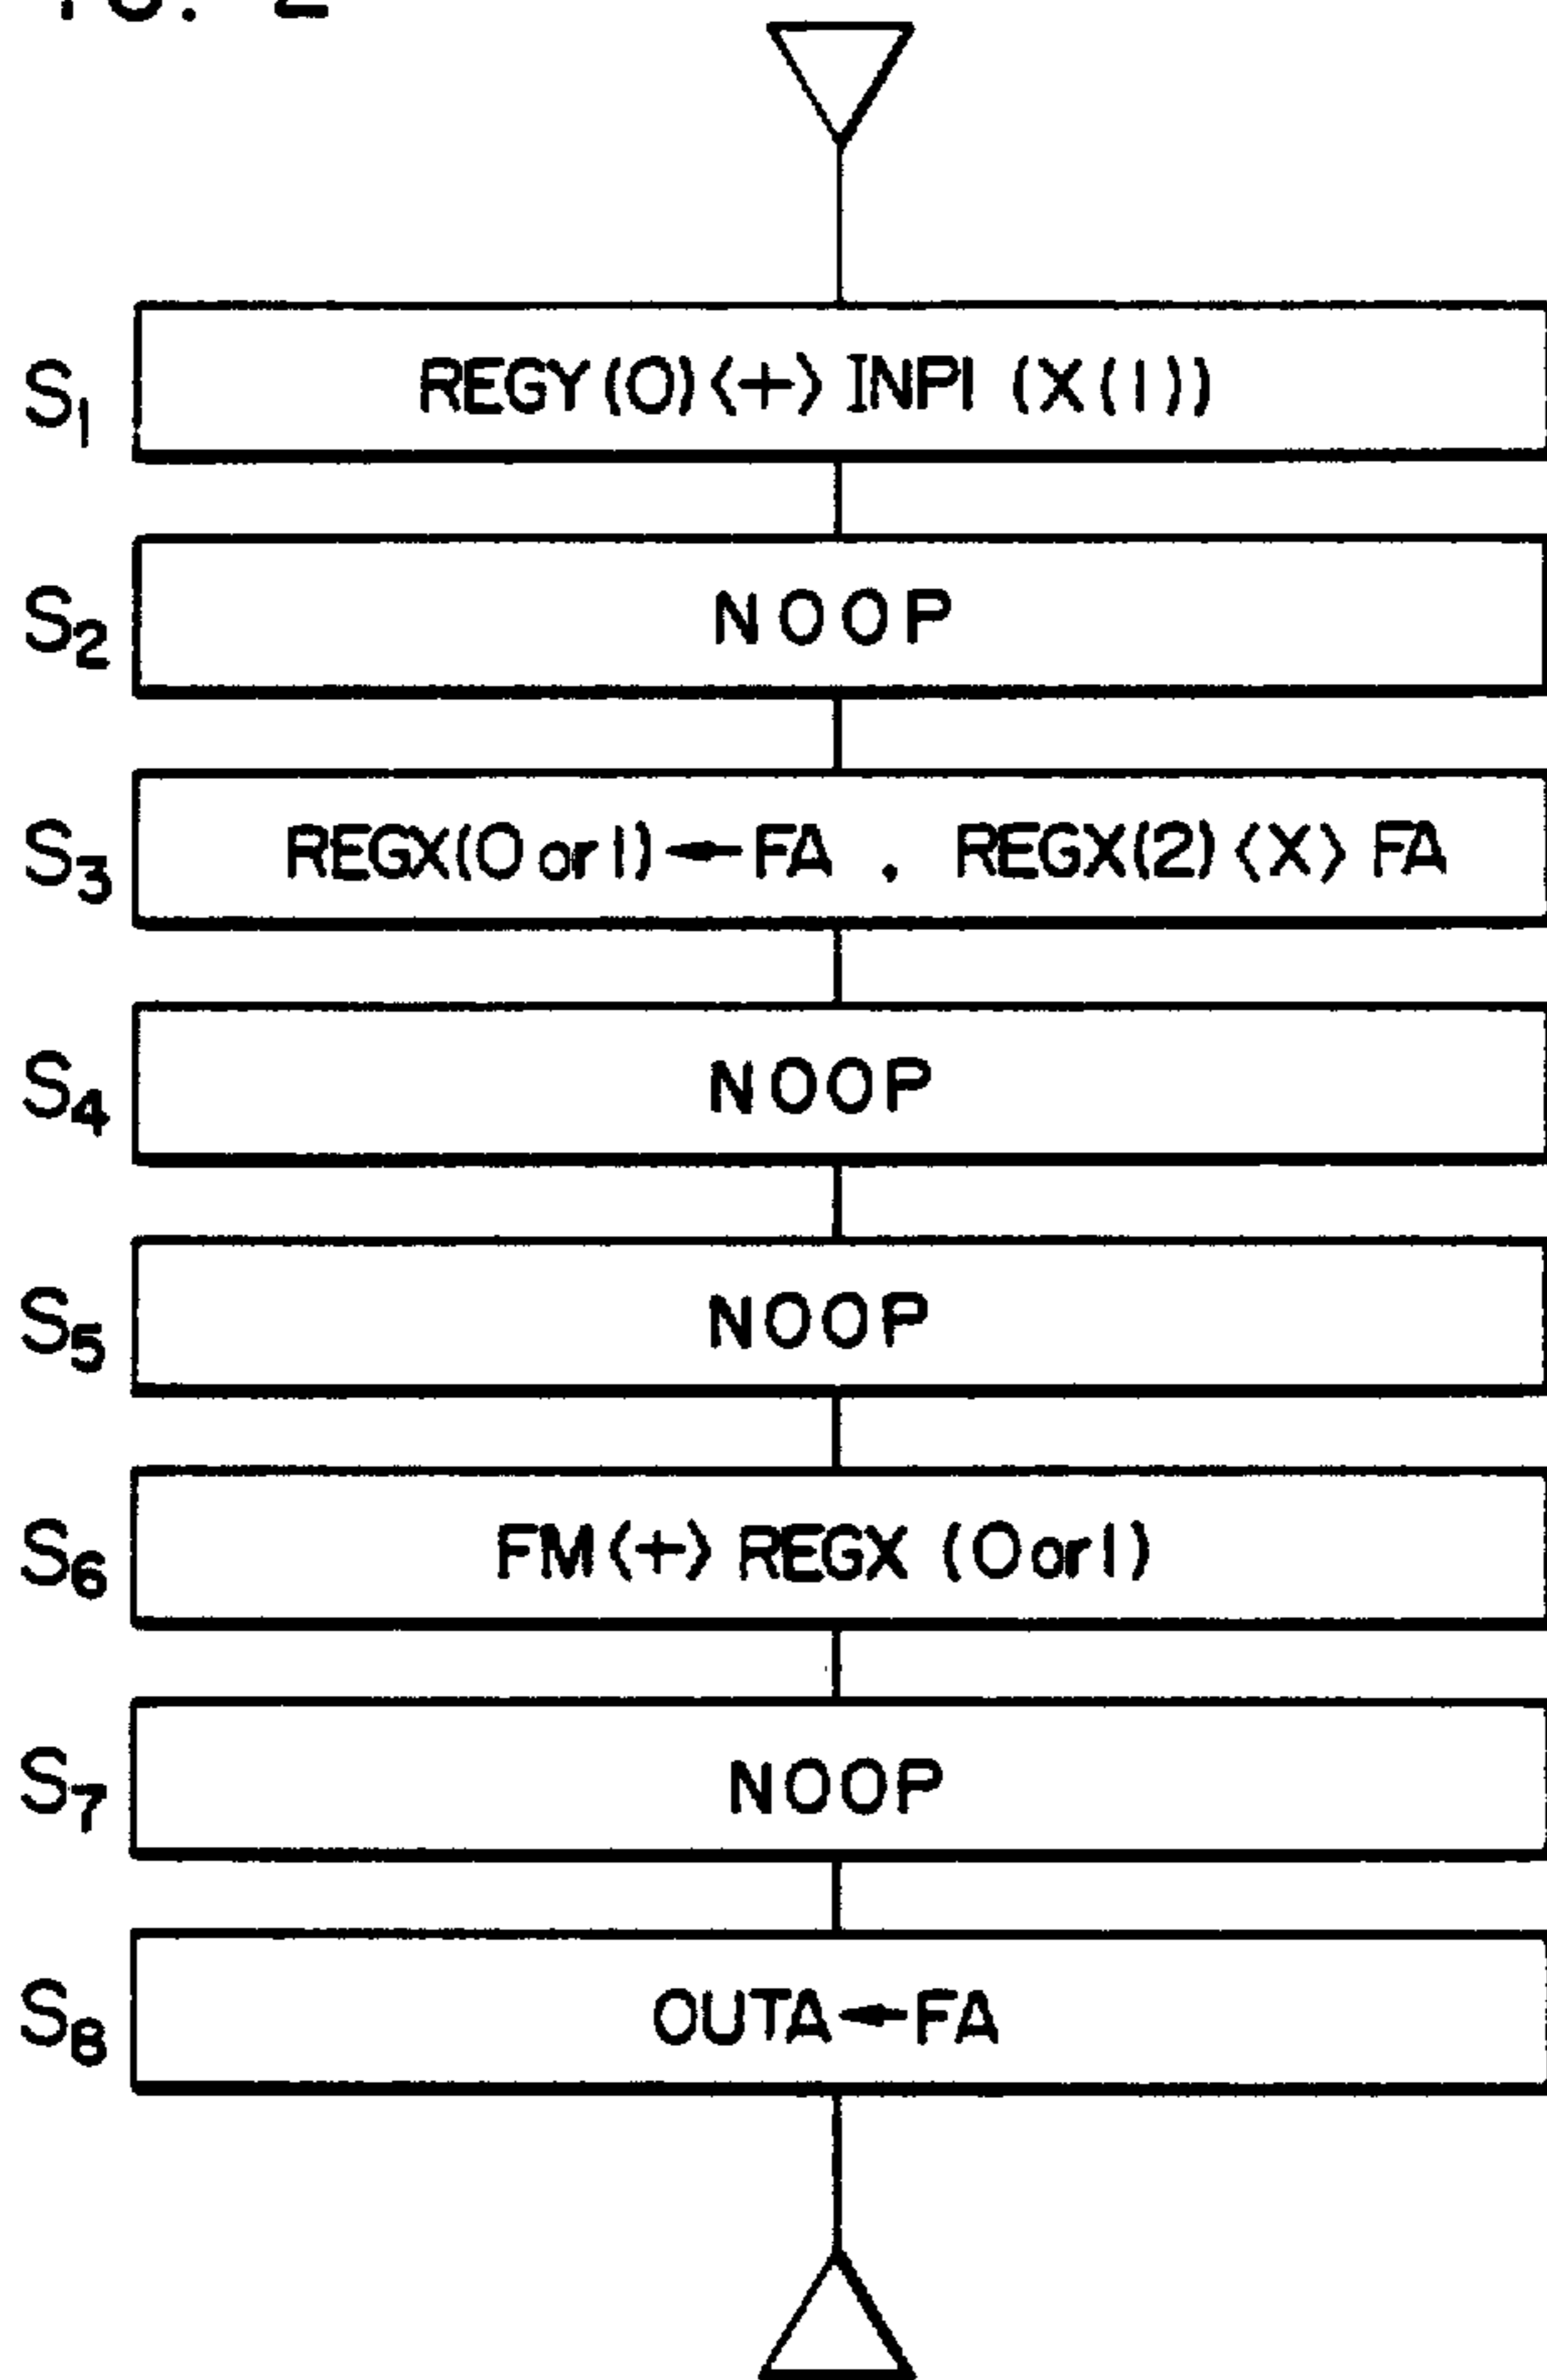 S1 REGY(0)⟨+⟩ INPI (X(1))
S2 NOOP
S3 REGX(0 or 1)←FA , REGX(2)⟨X⟩ FA
S4 NOOP
S5 NOOP
S6 FM⟨+⟩ REGX (0 or 1)
S7 NOOP
S8 OUTA←FA